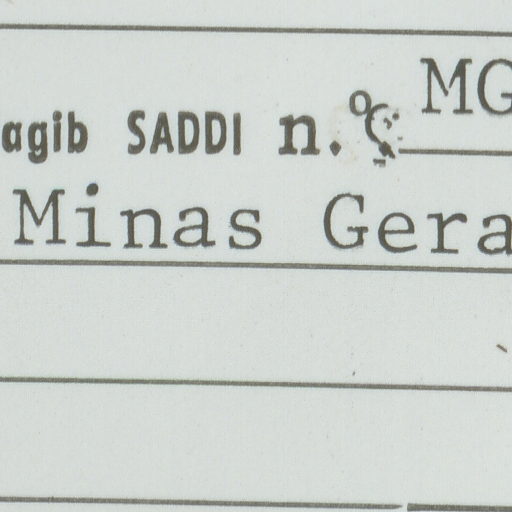 agib SADDI n.º MG
Minas Gera